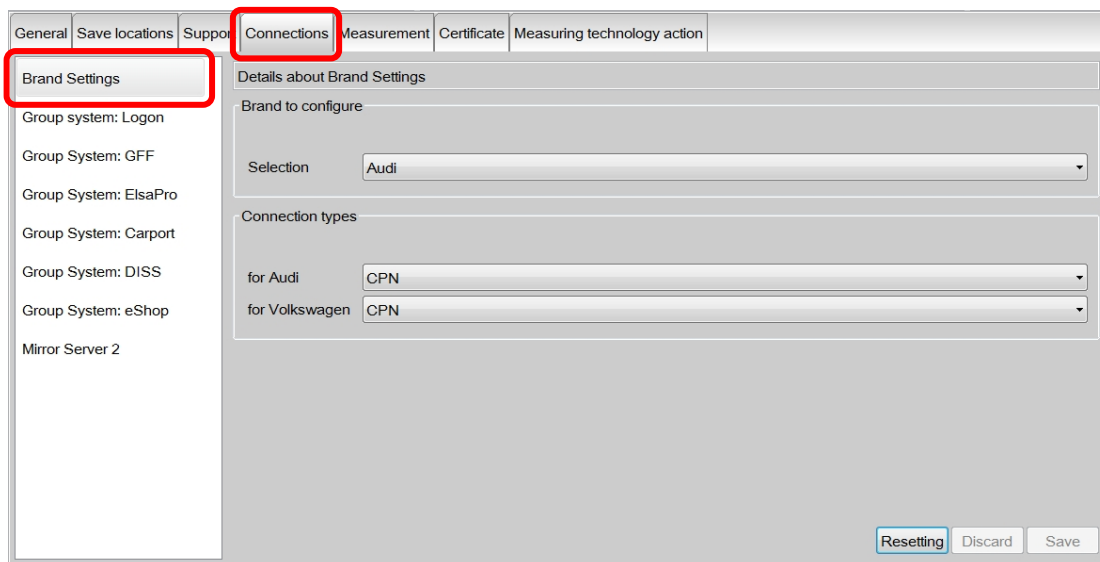 General Save locations Suppor Connections Measurement Certificate Measuring technology action
Brand Settings
Group system: Logon
Group System: GFF
Group System: ElsaPro
Group System: Carport
Group System: DISS
Group System: eShop
Mirror Server 2
Details about Brand Settings
Brand to configure
Selection Audi
Connection types
for Audi CPN
for Volkswagen CPN
Resetting Discard Save